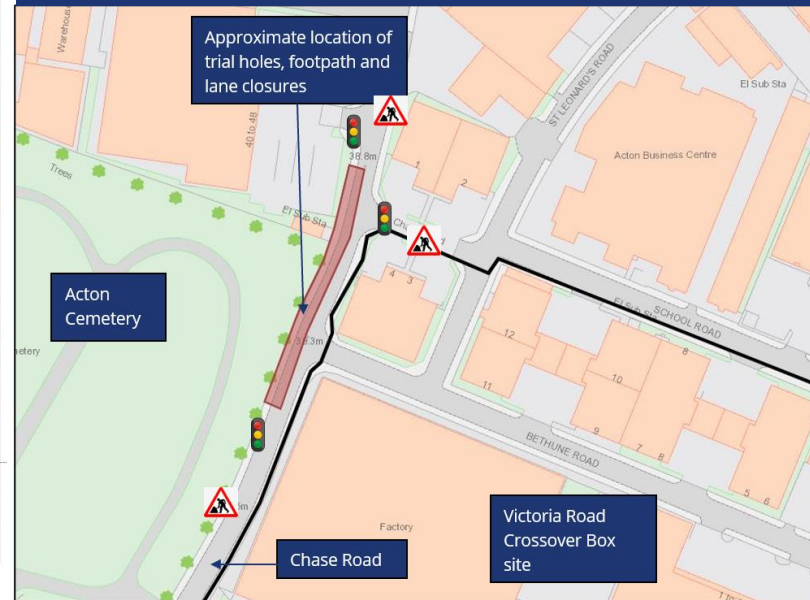 Warehouse
Approximate location of
trial holes, footpath and
lane closures
40 to 48
38.8m
ST LEONARD'S ROAD
El Sub Sta
Acton Business Centre
1
2
Trees
El Sub Sta
4
3
Acton
Cemetery
El Sub Sta
SCHOOL ROAD
12
8
11
10
9
7
8
BETHUNE ROAD
5
6
Factory
Victoria Road
Crossover Box
site
Chase Road